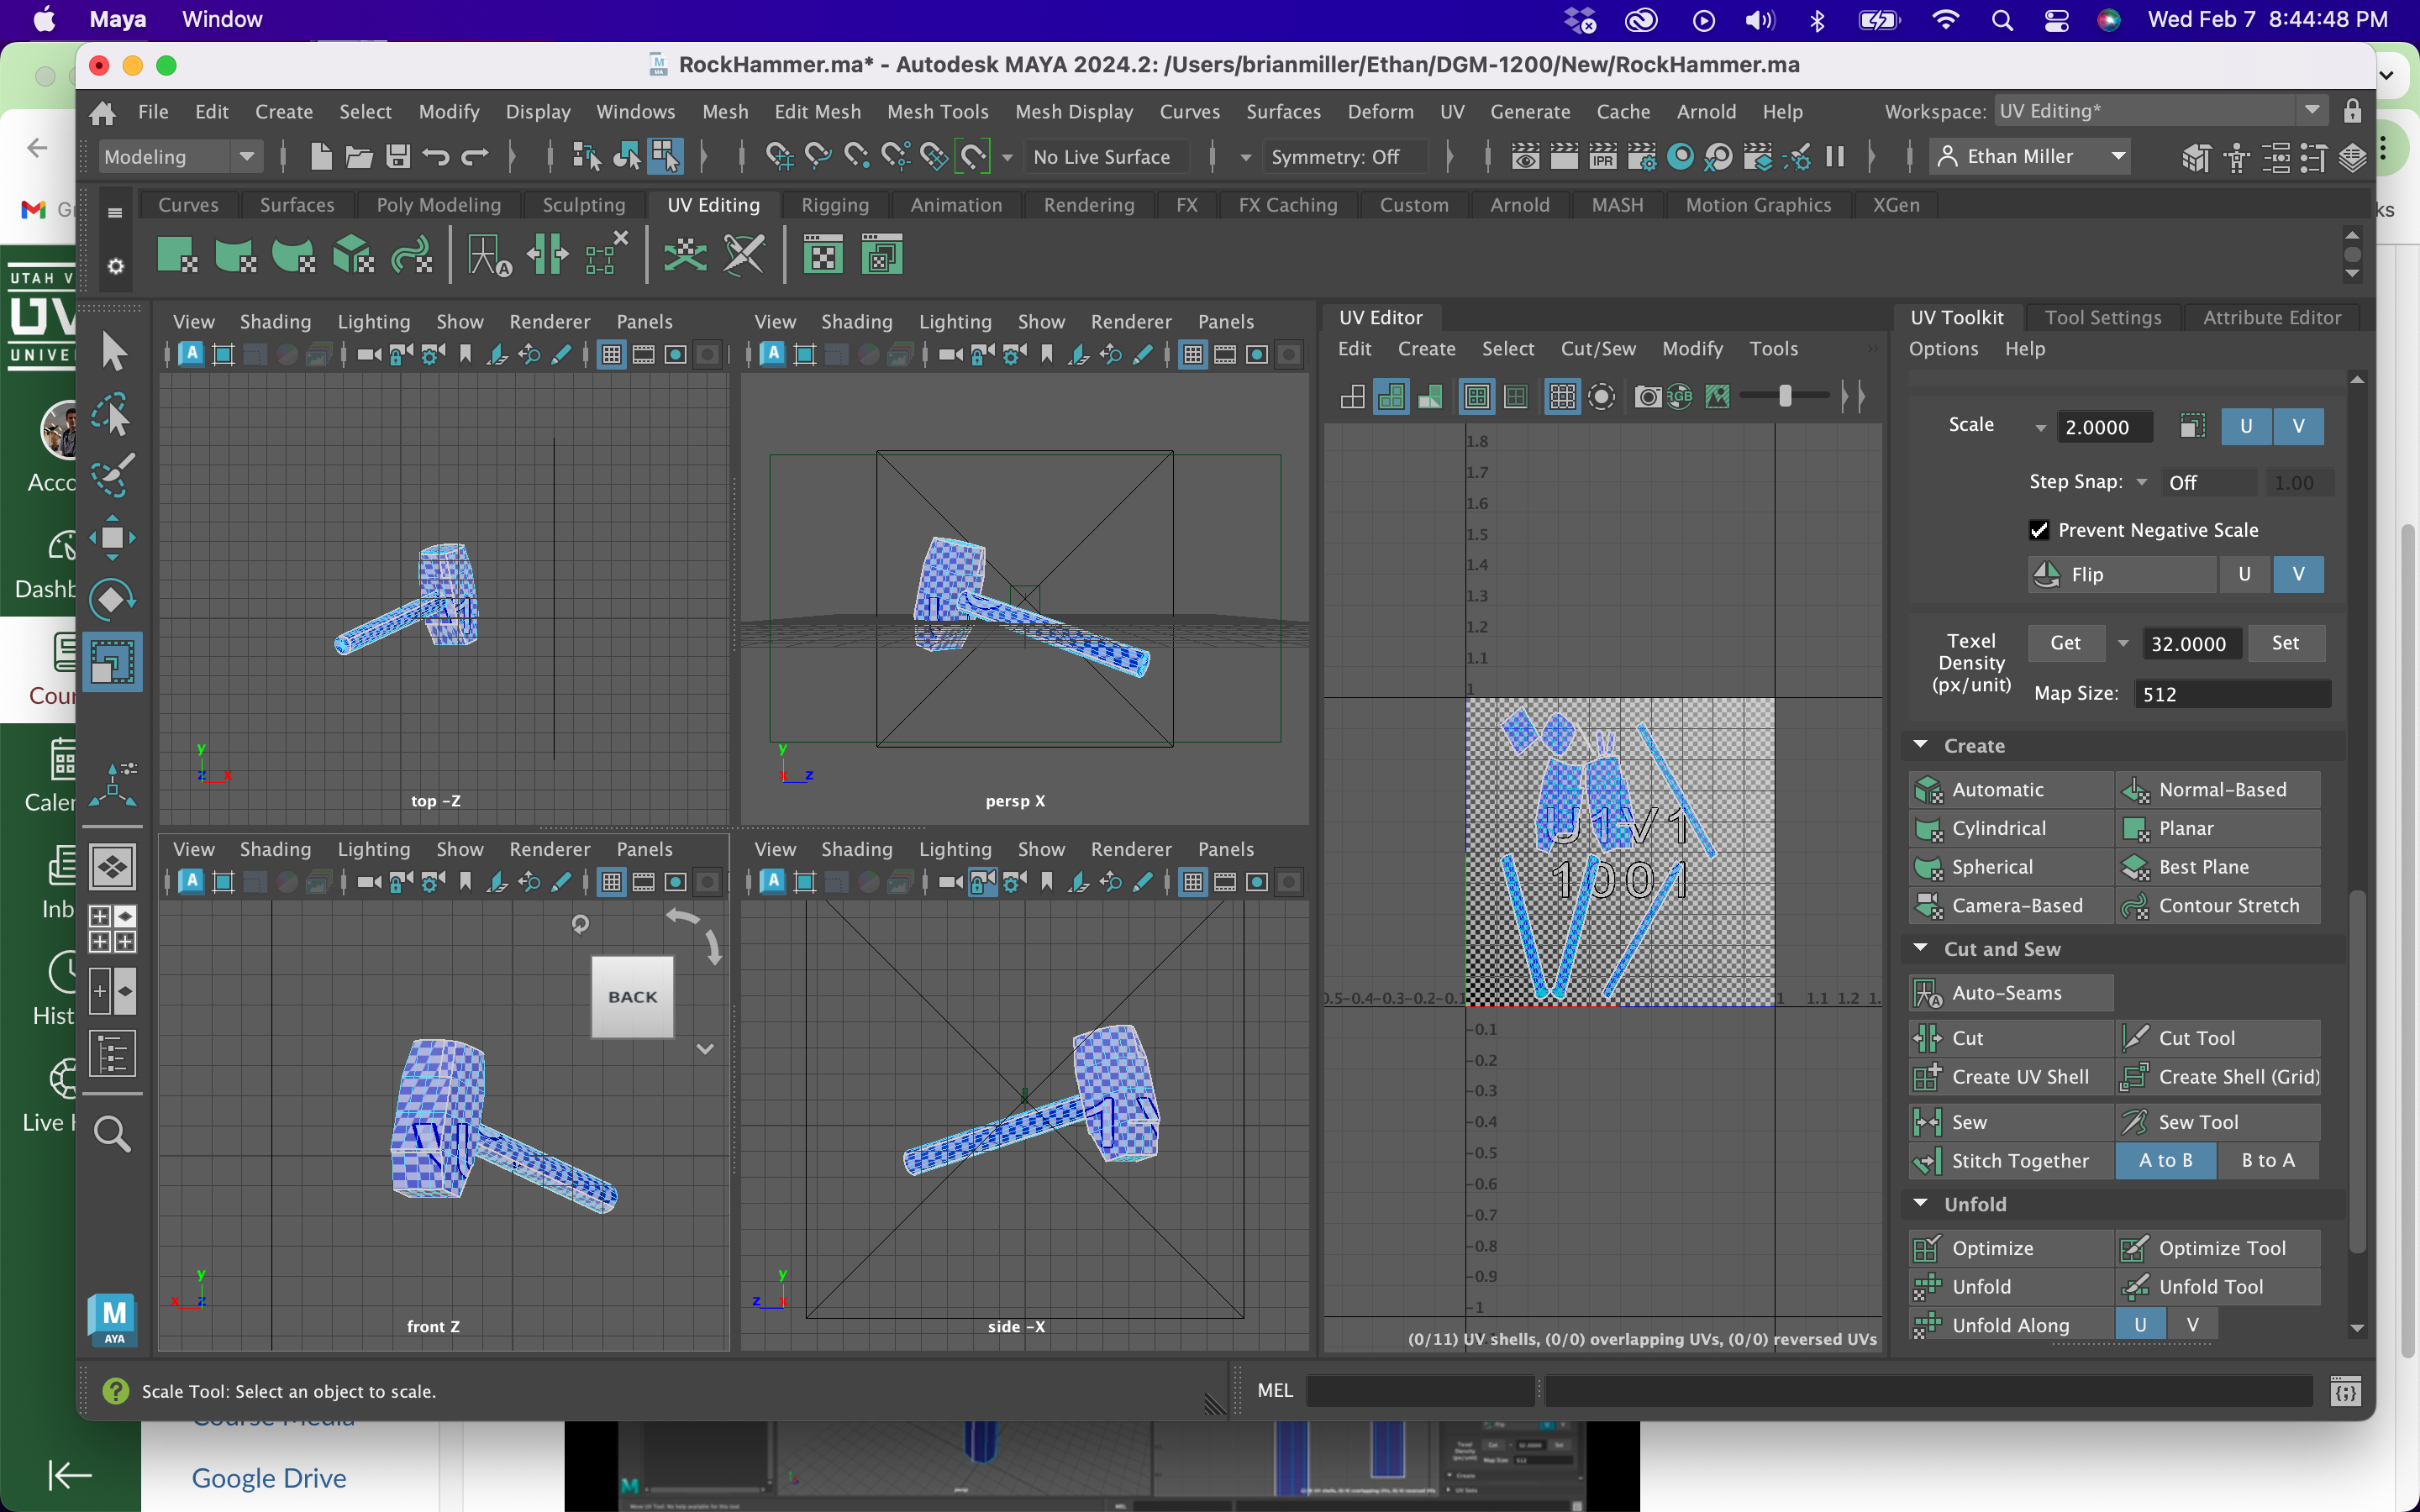 Maya Window Wed Feb 7 8:44:48 PM
RockHammer.ma* - Autodesk MAYA 2024.2: /Users/brianmiller/Ethan/DGM-1200/New/RockHammer.ma
File Edit Create Select Modify Display Windows Mesh Edit Mesh Mesh Tools Mesh Display Curves Surfaces Deform UV Generate Cache Arnold Help Workspace: UV Editing*
Modeling No Live Surface Symmetry: Off IPR Ethan Miller
Curves Surfaces Poly Modeling Sculpting UV Editing Rigging Animation Rendering FX FX Caching Custom Arnold MASH Motion Graphics XGen
ks
UTAH V
UV
UNIVE
Acco
Dashb
Cour
Caler
Inb
Hist
Live H
View Shading Lighting Show Renderer Panels
top -Z
View Shading Lighting Show Renderer Panels
persp X
View Shading Lighting Show Renderer Panels
BACK
front Z
View Shading Lighting Show Renderer Panels
side -X
UV Editor
Edit Create Select Cut/Sew Modify Tools
RGB
1.8
1.7
1.6
1.5
1.4
1.3
1.2
1.1
1
U1V1
1001
0.5-0.4-0.3-0.2-0.1 1 1.1 1.2 1.
-0.1
-0.2
-0.3
-0.4
-0.5
-0.6
-0.7
-0.8
-0.9
-1
(0/11) UV shells, (0/0) overlapping UVs, (0/0) reversed UVs
UV Toolkit Tool Settings Attribute Editor
Options Help
Scale 2.0000 U V
Step Snap: Off 1.00
Prevent Negative Scale
Flip U V
Texel Density (px/unit) Get 32.0000 Set
Map Size: 512
Create
Automatic Normal-Based
Cylindrical Planar
Spherical Best Plane
Camera-Based Contour Stretch
Cut and Sew
Auto-Seams
Cut Cut Tool
Create UV Shell Create Shell (Grid)
Sew Sew Tool
Stitch Together A to B B to A
Unfold
Optimize Optimize Tool
Unfold Unfold Tool
Unfold Along U V
M
AYA
Scale Tool: Select an object to scale.
MEL
Course Media
Google Drive